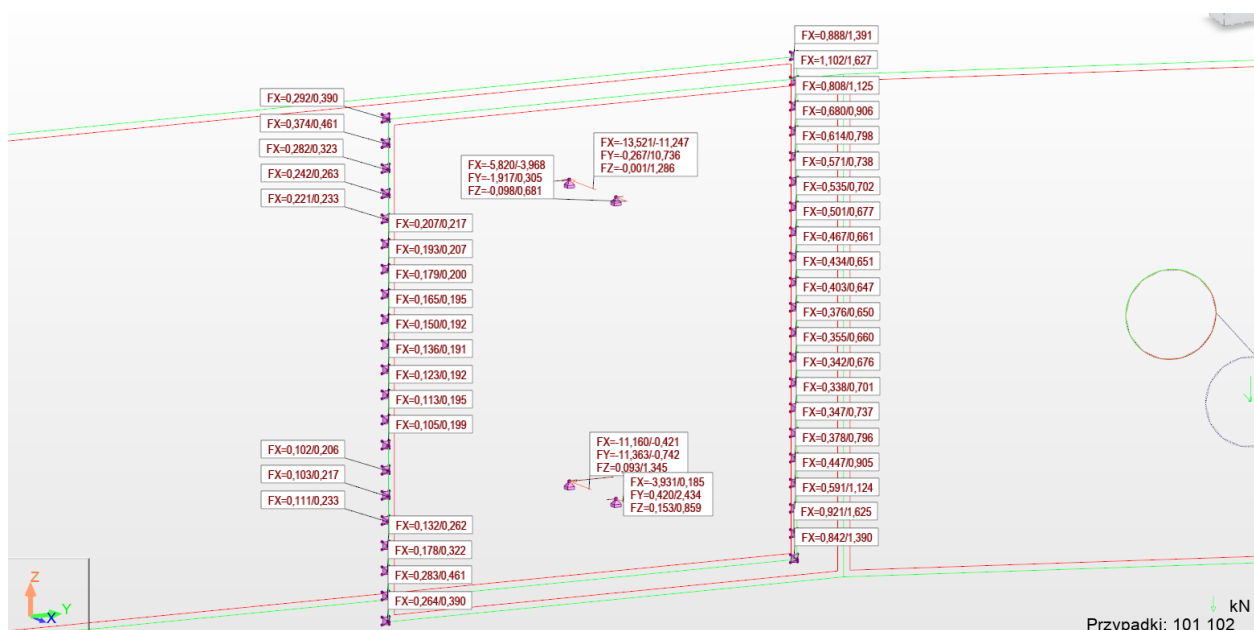 FX=0,888/1,391
FX=1,102/1,627
FX=0,808/1,125
FX=0,680/0,906
FX=0,614/0,798
FX=0,571/0,738
FX=0,535/0,702
FX=0,501/0,677
FX=0,467/0,661
FX=0,434/0,651
FX=0,403/0,647
FX=0,376/0,650
FX=0,355/0,660
FX=0,342/0,676
FX=0,338/0,701
FX=0,347/0,737
FX=0,378/0,796
FX=0,447/0,905
FX=0,591/1,124
FX=0,921/1,625
FX=0,842/1,390
FX=0,292/0,390
FX=0,374/0,461
FX=0,282/0,323
FX=0,242/0,263
FX=0,221/0,233
FX=0,207/0,217
FX=0,193/0,207
FX=0,179/0,200
FX=0,165/0,195
FX=0,150/0,192
FX=0,136/0,191
FX=0,123/0,192
FX=0,113/0,195
FX=0,105/0,199
FX=0,102/0,206
FX=0,103/0,217
FX=0,111/0,233
FX=0,132/0,262
FX=0,178/0,322
FX=0,283/0,461
FX=0,264/0,390
FX=-13,521/-11,247
FY=-0,267/10,736
FZ=-0,001/1,286
FX=-5,820/-3,968
FY=-1,917/0,305
FZ=-0,098/0,681
FX=-11,160/-0,421
FY=-11,363/-0,742
FZ=0,093/1,345
FX=-3,931/0,185
FY=0,420/2,434
FZ=0,153/0,859
Z
Y
X
kN
Przypadki: 101 102